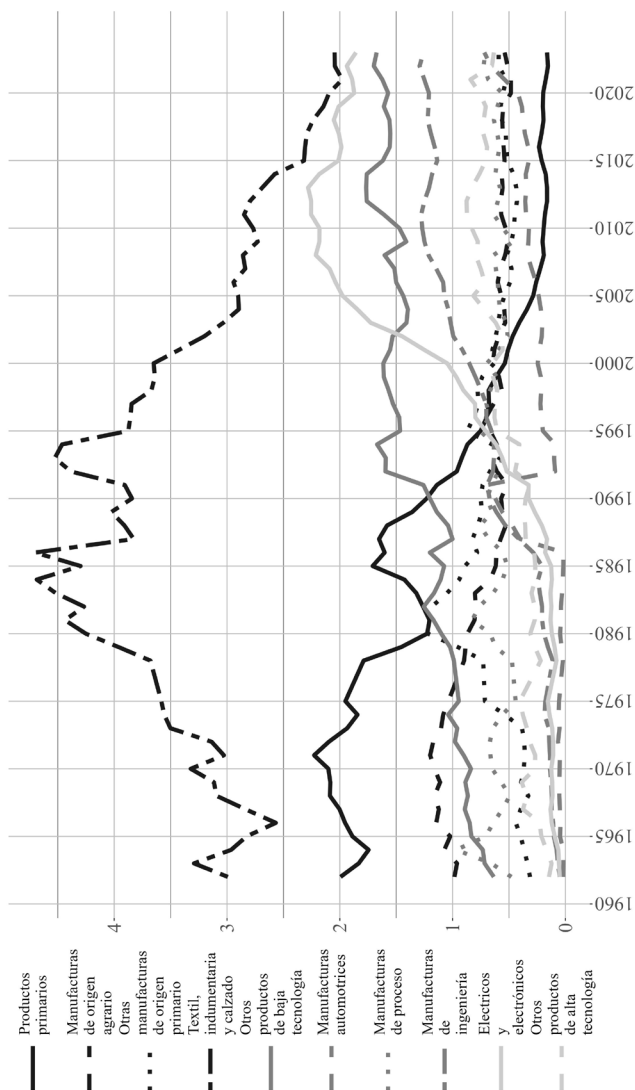 Productos
primarios
Manufacturas
de origen
agrario
Otras
manufacturas
de origen
primario
Textil,
indumentaria
y calzado
Otros
productos
de baja
tecnología
Manufacturas
automotrices
Manufacturas
de proceso
Manufacturas
de
ingeniería
Electricos
y
electrónicos
Otros
productos
de alta
tecnología
4
3
2
1
0
1960
1965
1970
1975
1980
1985
1990
1995
2000
2005
2010
2015
2020